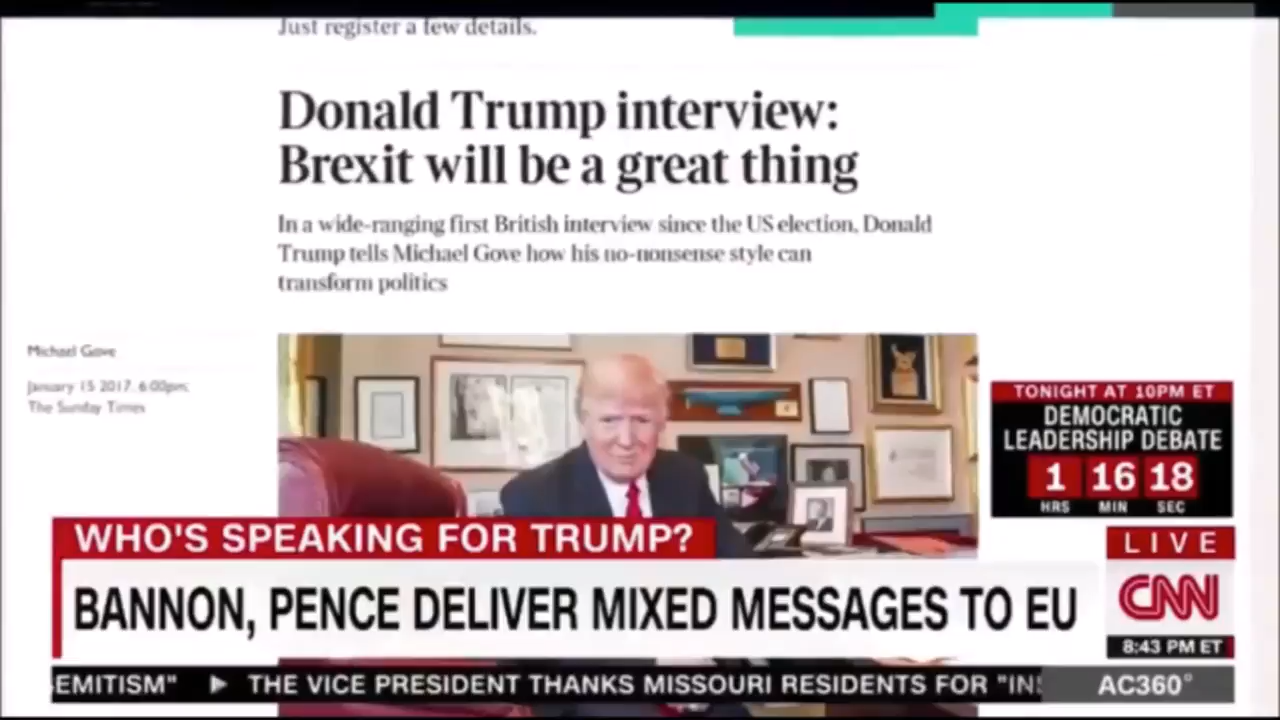 Just register a few details.
Donald Trump interview:
Brexit will be a great thing
In a wide-ranging first British interview since the US election, Donald
Trump tells Michael Gove how his no-nonsense style can
transform politics
Michael Gove
January 15 2017, 6:00pm,
The Sunday Times
TONIGHT AT 10PM ET
DEMOCRATIC
LEADERSHIP DEBATE
1 16 18
HRS MIN SEC
WHO'S SPEAKING FOR TRUMP?
BANNON, PENCE DELIVER MIXED MESSAGES TO EU
LIVE
CNN
8:43 PM ET
EMITISM" ▶ THE VICE PRESIDENT THANKS MISSOURI RESIDENTS FOR "IN
AC360°